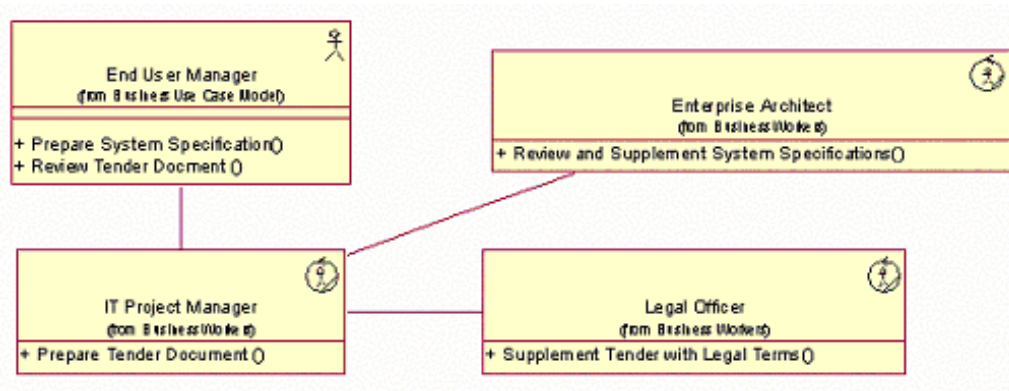 End User Manager
(from Business Use Case Model)
+ Prepare System Specification()
+ Review Tender Docment ()
Enterprise Architect
(from Business Workers)
+ Review and Supplement System Specifications()
IT Project Manager
(from Business Workers)
+ Prepare Tender Document ()
Legal Officer
(from Business Workers)
+ Supplement Tender with Legal Terms()